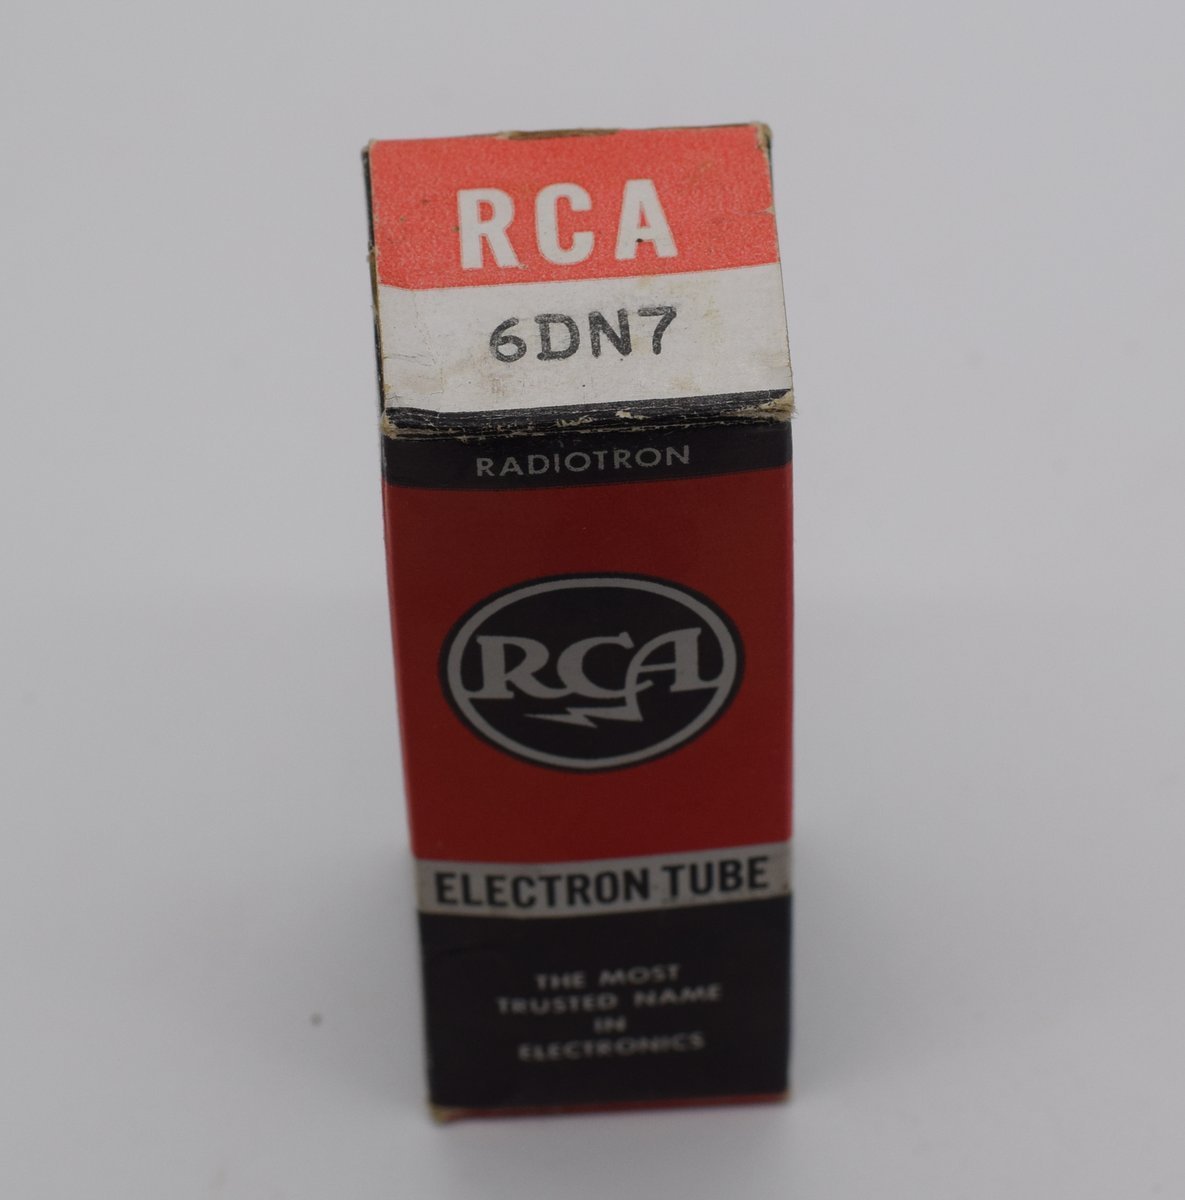 RCA
6DN7
RADIOTRON
RCA
ELECTRON TUBE
THE MOST
TRUSTED NAME
IN
ELECTRONICS